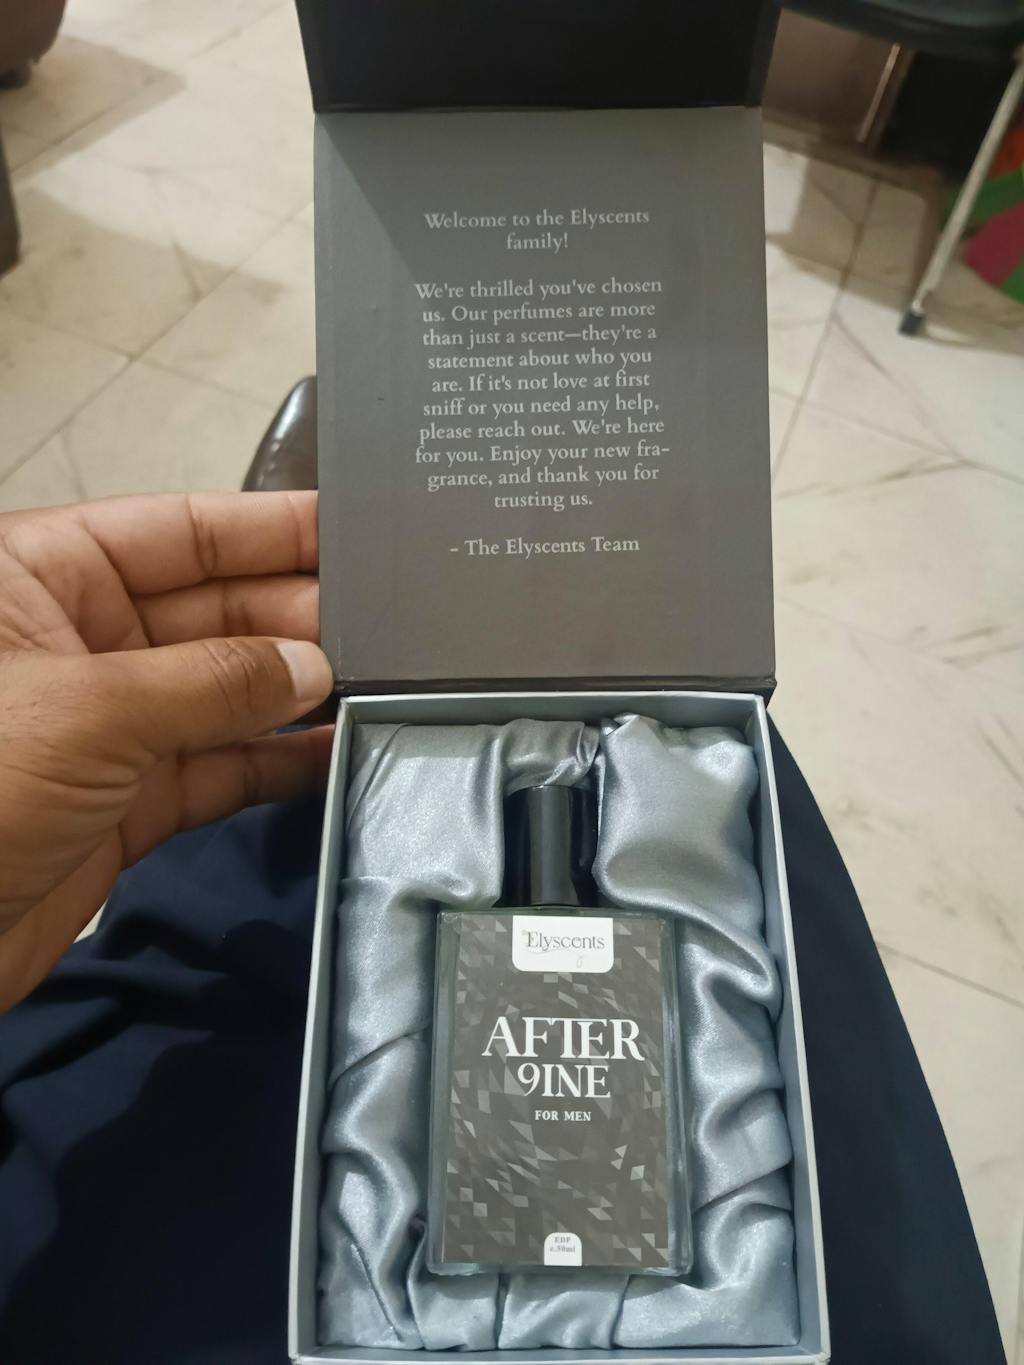 Welcome to the Elyscents
family!
We're thrilled you've chosen
us. Our perfumes are more
than just a scent—they're a
statement about who you
are. If it's not love at first
sniff or you need any help,
please reach out. We're here
for you. Enjoy your new fra-
grance, and thank you for
trusting us.
- The Elyscents Team
Elyscents
AFTER
9INE
FOR MEN
EDP
e.50ml